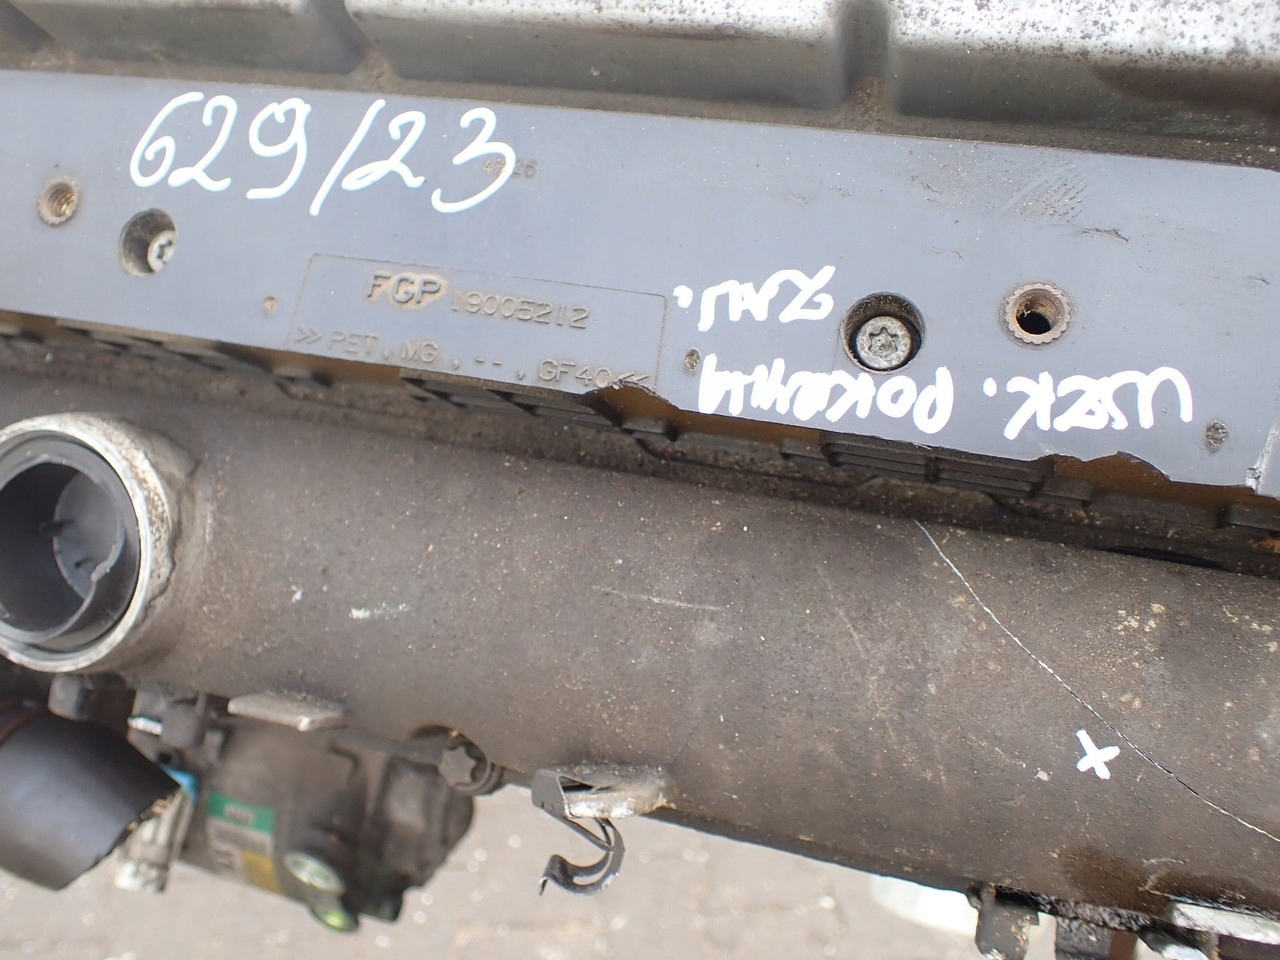 629/23
FGP 19005212
>>PET, MG, --, GF40<<
USZK. POKRYWA
ZAW.